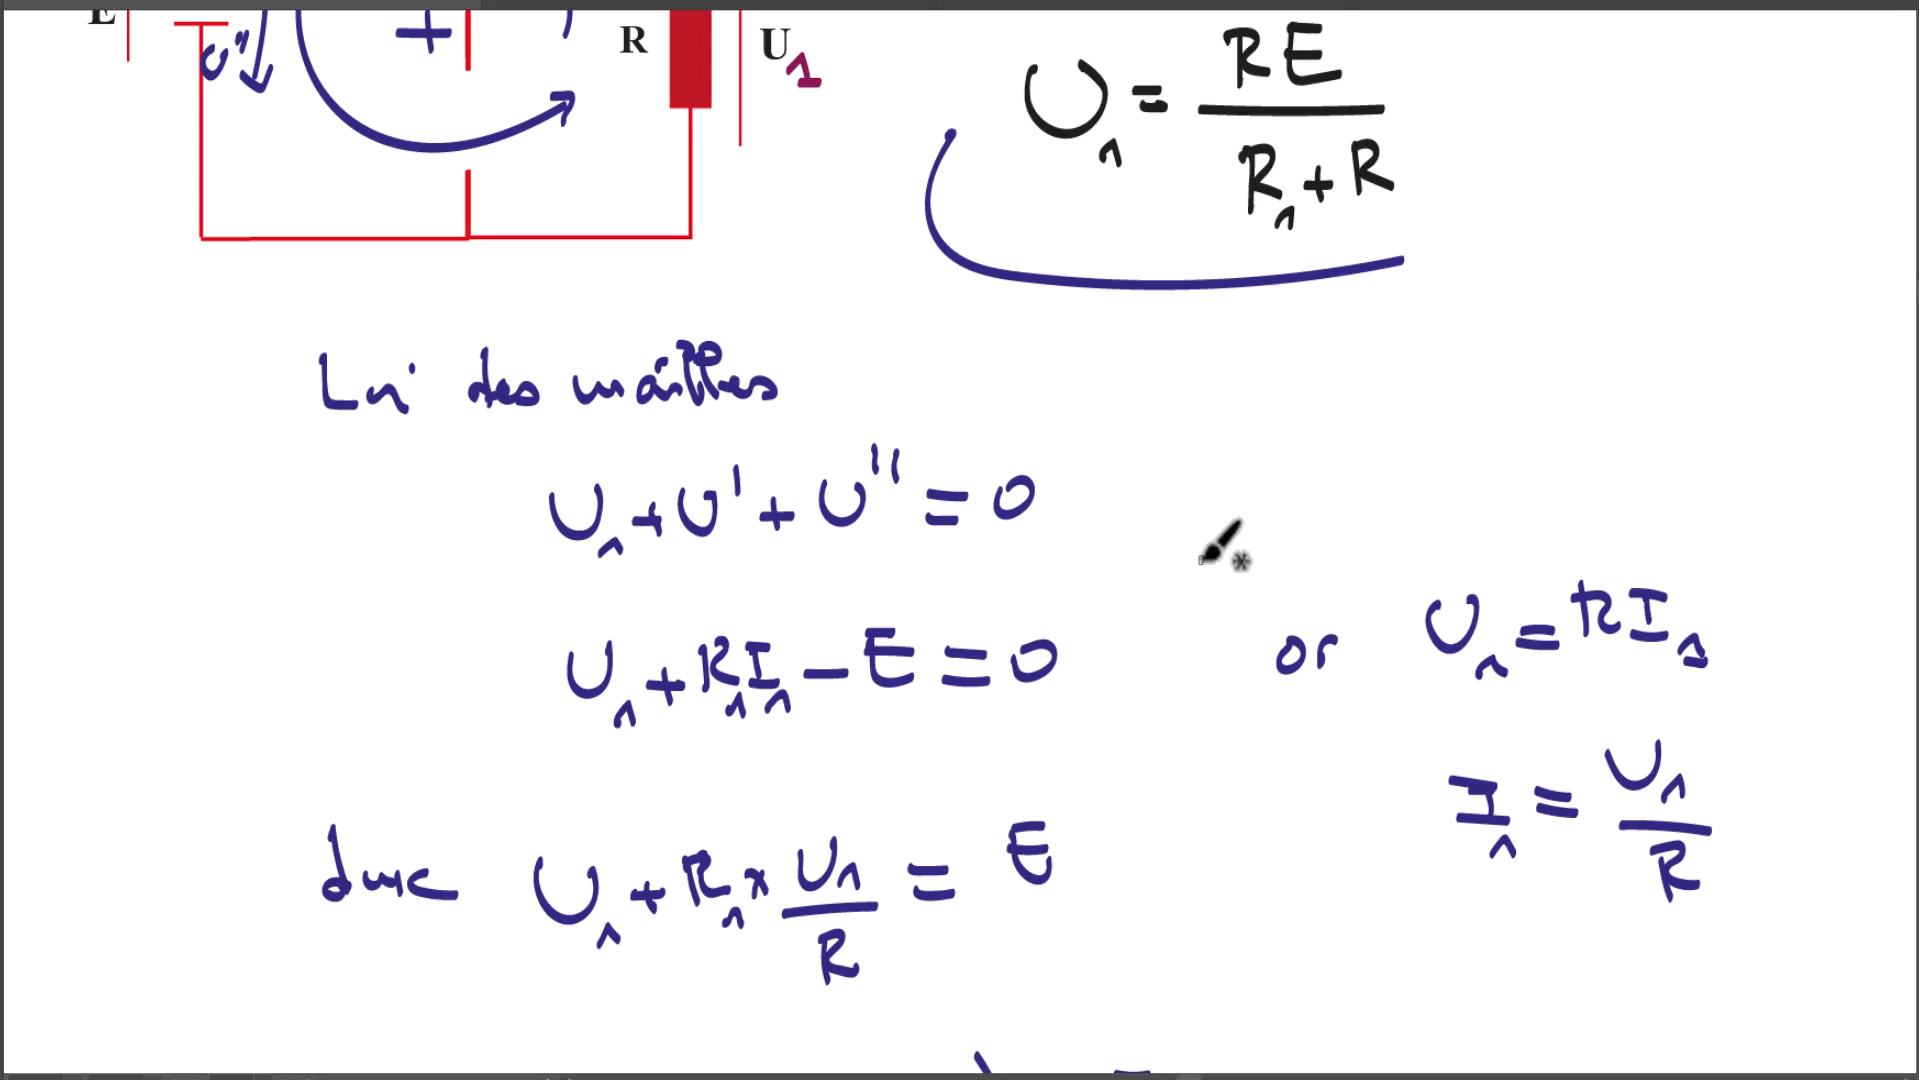 E
U"
+
R
U₁
U₁ = RE / (R₁ + R)
Loi des mailles
U₁ + U' + U'' = 0
U₁ + R₁I₁ - E = 0
or U₁ = RI₁
I₁ = U₁ / R
donc U₁ + R₁ × U₁ / R = E